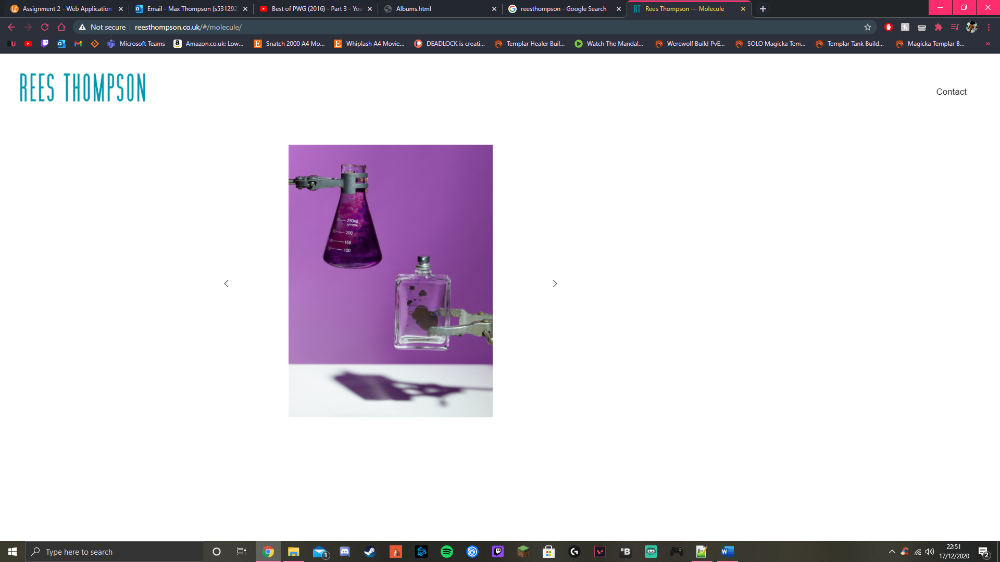 Assignment 2 - Web Application
Email - Max Thompson (s531292
Best of PWG (2016) - Part 3 - You
Albums.html
reesthompson - Google Search
RT Rees Thompson — Molecule
Not secure
reesthompson.co.uk/#/molecule/
BU
Microsoft Teams
Amazon.co.uk: Low...
Snatch 2000 A4 Mo...
Whiplash A4 Movie...
DEADLOCK is creati...
Templar Healer Buil...
Watch The Mandal...
Werewolf Build PvE...
SOLO Magicka Tem...
Templar Tank Build...
Magicka Templar B...
REES THOMPSON
Contact
250ml
APPROX
200
150
100
Type here to search
1
22:51
17/12/2020
2